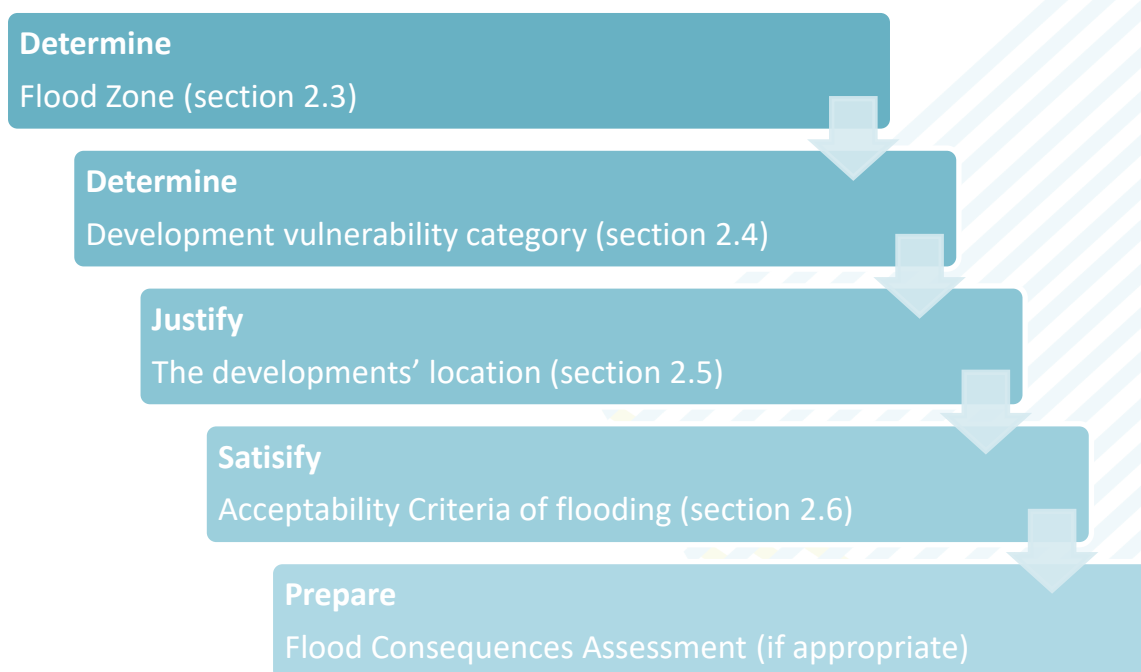 Determine
Flood Zone (section 2.3)
Determine
Development vulnerability category (section 2.4)
Justify
The developments’ location (section 2.5)
Satisify
Acceptability Criteria of flooding (section 2.6)
Prepare
Flood Consequences Assessment (if appropriate)